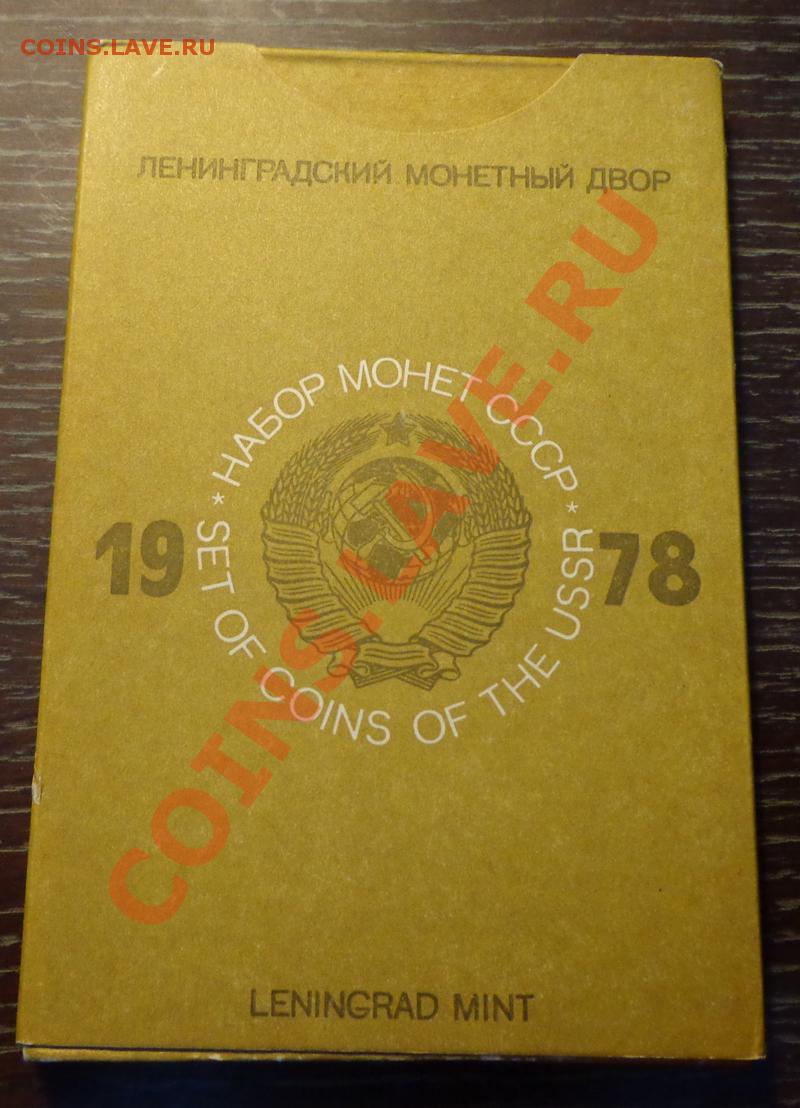 COINS.LAVE.RU
ЛЕНИНГРАДСКИЙ МОНЕТНЫЙ ДВОР
* НАБОР МОНЕТ СССР *
19 78
SET OF COINS OF THE USSR
COINS.LAVE.RU
LENINGRAD MINT